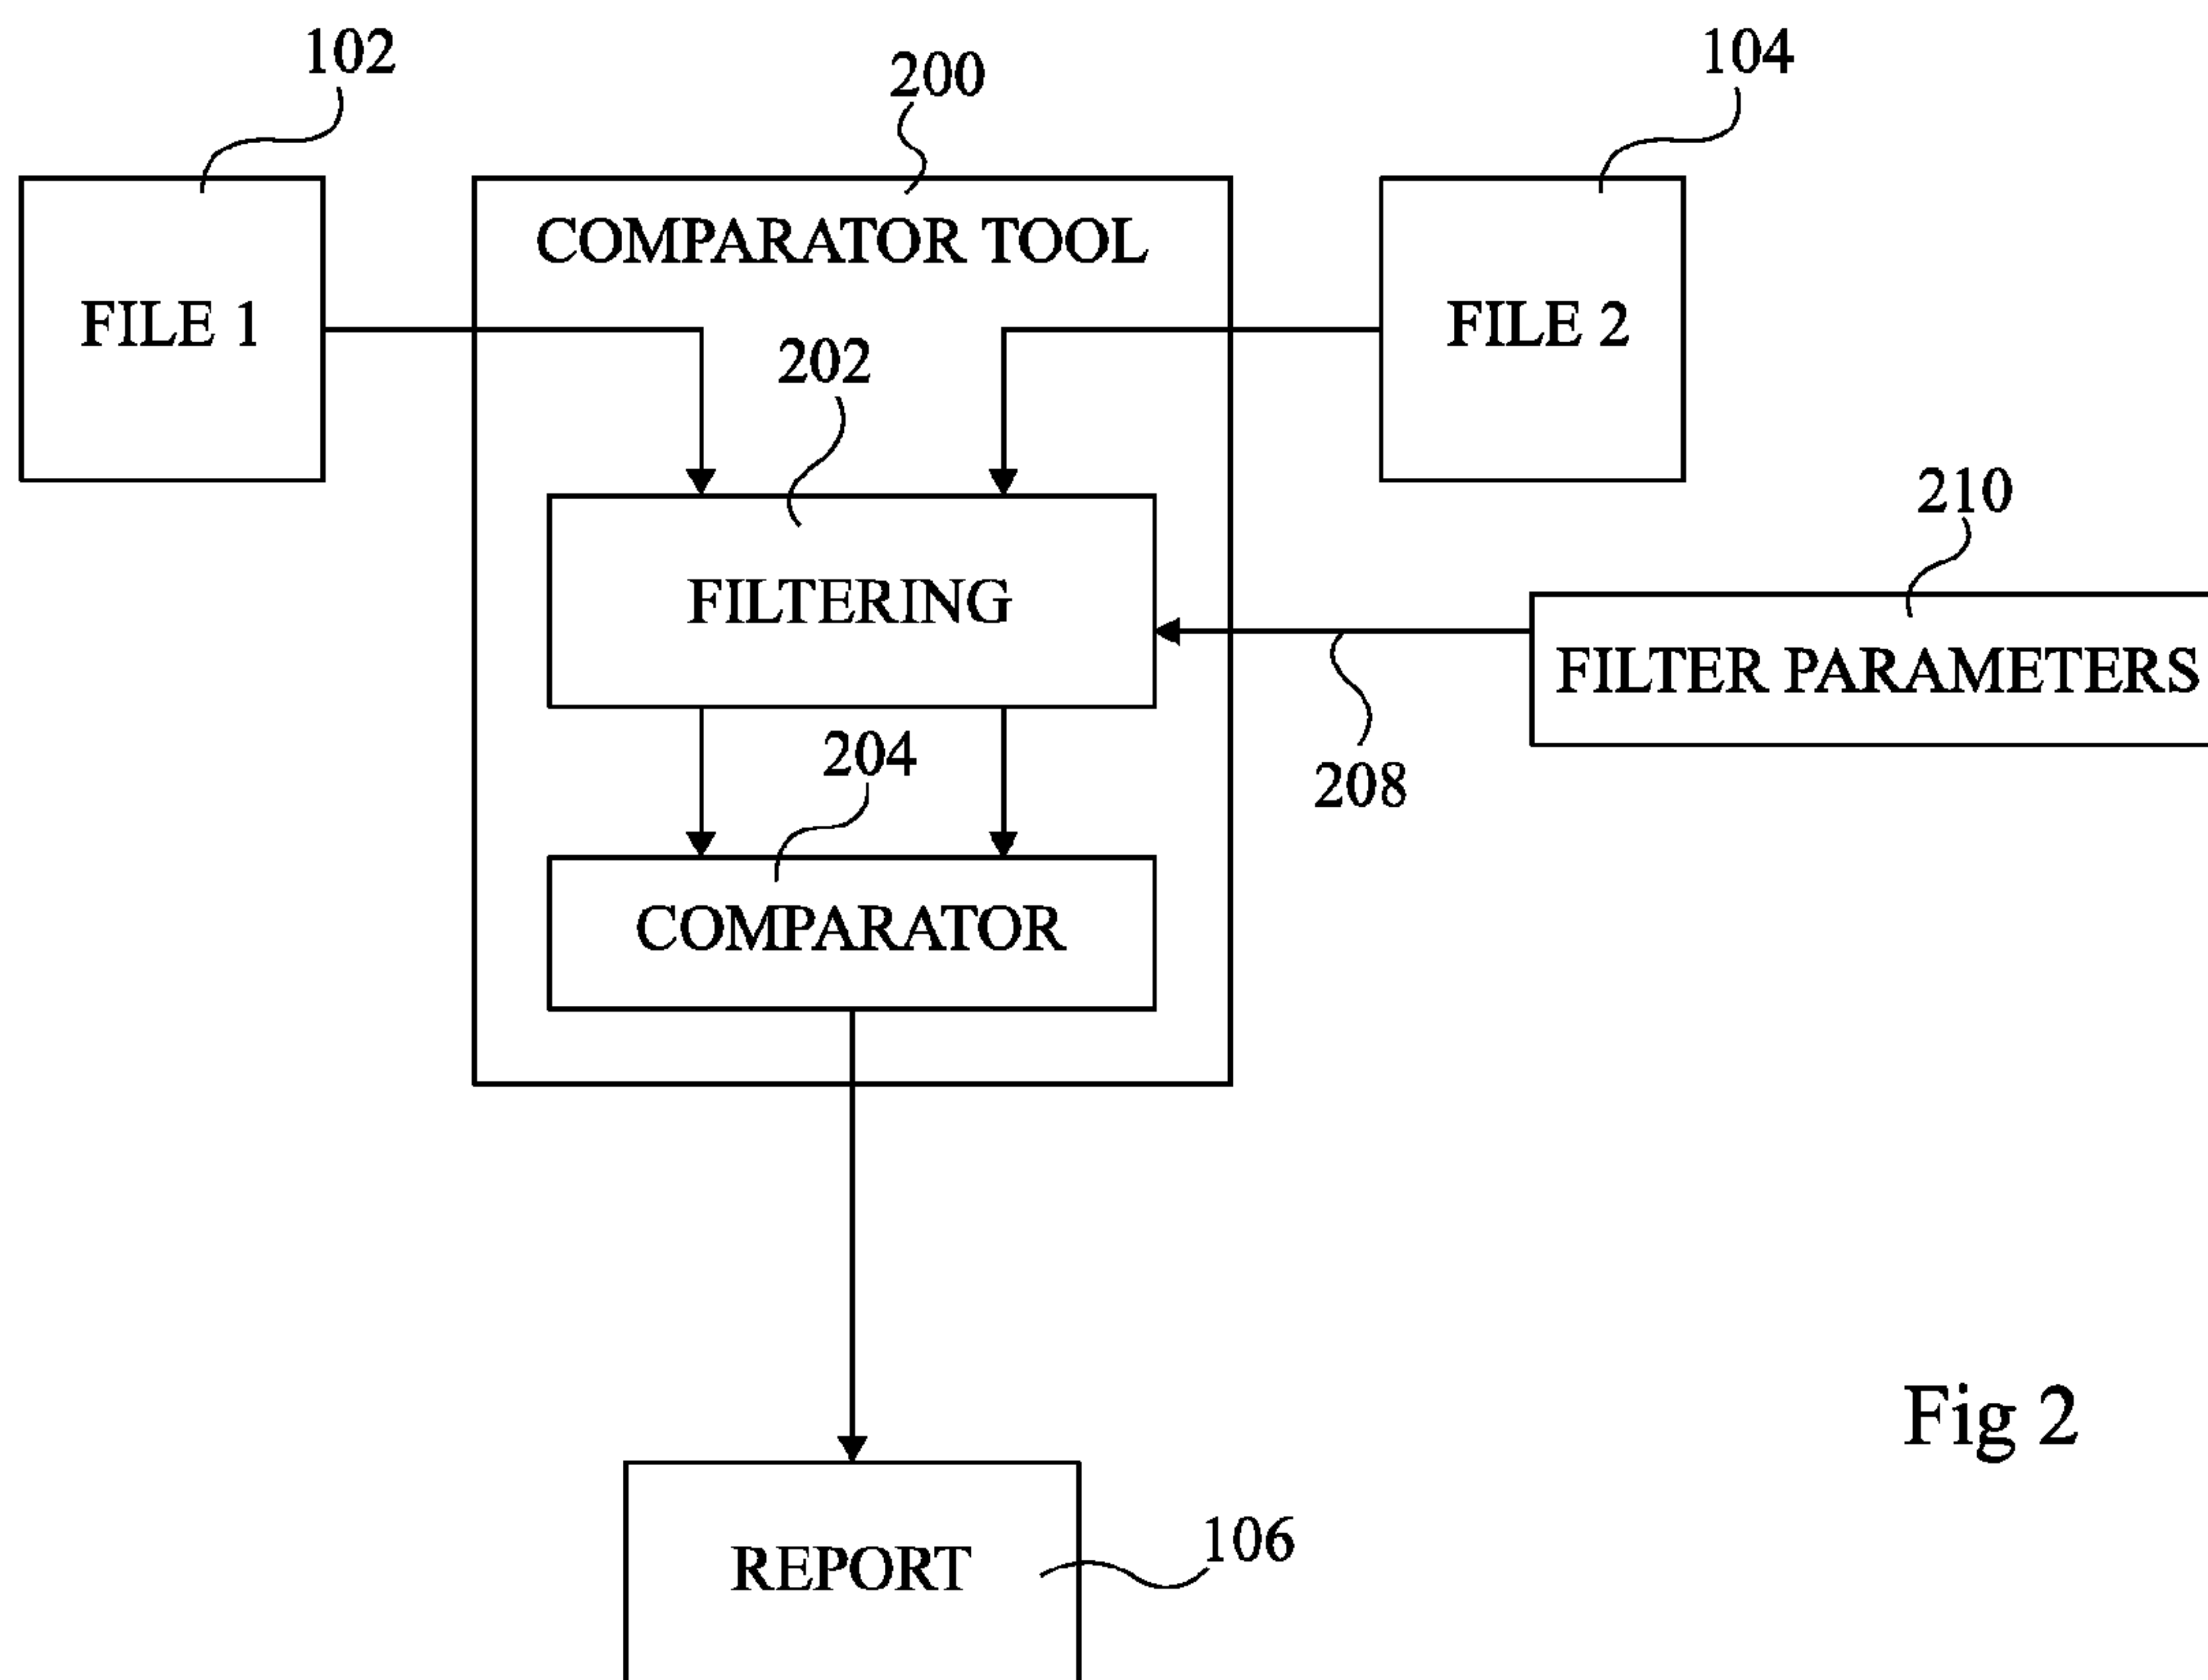 102
200
104
COMPARATOR TOOL
FILE 1
FILE 2
202
210
FILTERING
FILTER PARAMETERS
204
208
COMPARATOR
Fig 2
106
REPORT